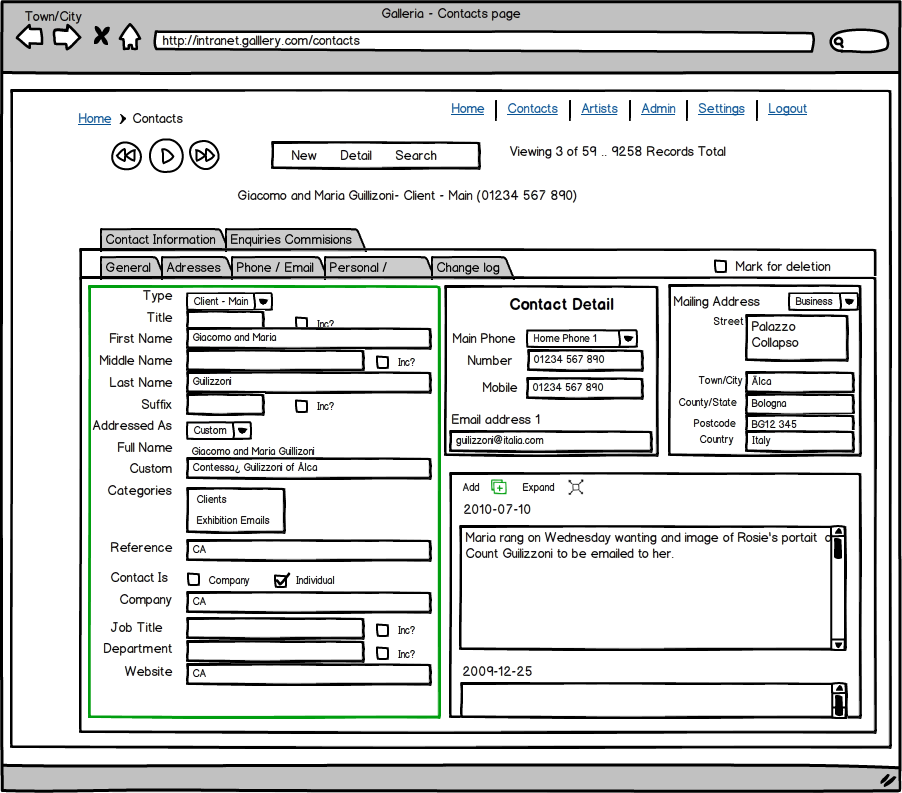 Galleria - Contacts page
Town/City
http://intranet.galllery.com/contacts
Home Contacts Artists Admin Settings Logout
Home Contacts
New Detail Search
Viewing 3 of 59 .. 9258 Records Total
Giacomo and Maria Guillizoni- Client - Main (01234 567 890)
Contact Information Enquiries Commisions
General Adresses Phone / Email Personal / Change log
Mark for deletion
Type Client - Main
Title Inc?
First Name Giacomo and Maria
Middle Name Inc?
Last Name Guilizzoni
Suffix Inc?
Addressed As Custom
Full Name Giacomo and Maria Guillizoni
Custom Contessa¿ Guilizzoni of Älca
Categories Clients
Exhibition Emails
Reference CA
Contact Is Company Individual
Company CA
Job Title Inc?
Department Inc?
Website CA
Contact Detail
Main Phone Home Phone 1
Number 01234 567 890
Mobile 01234 567 890
Email address 1
guilizzoni@italia.com
Mailing Address Business
Street Palazzo
Collapso
Town/City Älca
County/State Bologna
Postcode BG12 345
Country Italy
Add Expand
2010-07-10
Maria rang on Wednesday wanting and image of Rosie's portait
Count Guilizzoni to be emailed to her.
2009-12-25